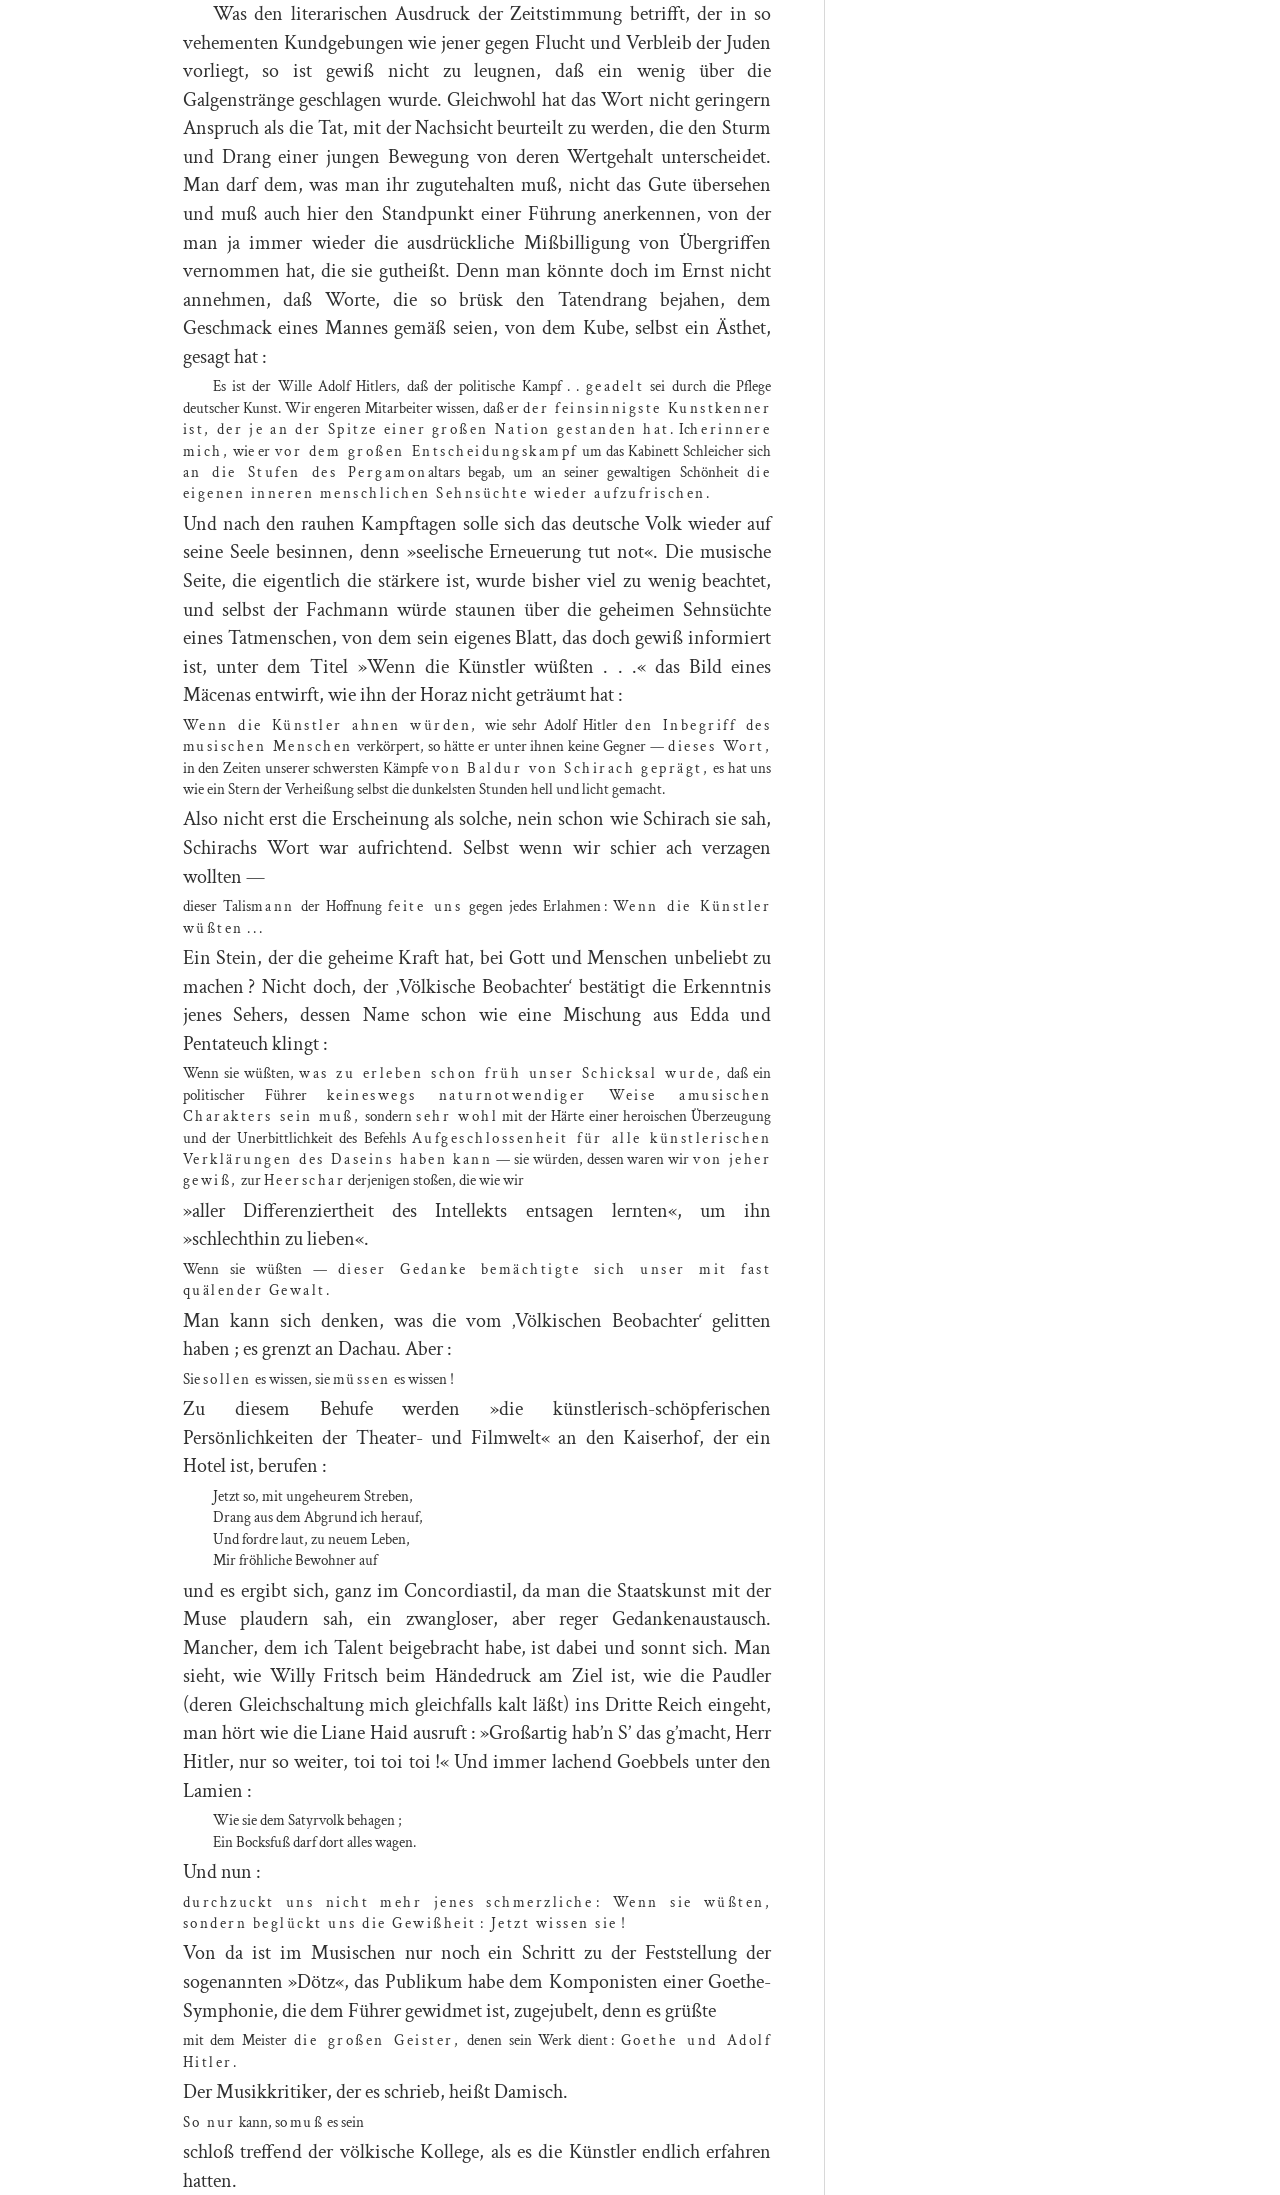 Was den literarischen Ausdruck der Zeitstimmung betrifft, der in so
vehementen Kundgebungen wie jener gegen Flucht und Verbleib der Juden
vorliegt, so ist gewiß nicht zu leugnen, daß ein wenig über die
Galgenstränge geschlagen wurde. Gleichwohl hat das Wort nicht geringern
Anspruch als die Tat, mit der Nachsicht beurteilt zu werden, die den Sturm
und Drang einer jungen Bewegung von deren Wertgehalt unterscheidet.
Man darf dem, was man ihr zugutehalten muß, nicht das Gute übersehen
und muß auch hier den Standpunkt einer Führung anerkennen, von der
man ja immer wieder die ausdrückliche Mißbilligung von Übergriffen
vernommen hat, die sie gutheißt. Denn man könnte doch im Ernst nicht
annehmen, daß Worte, die so brüsk den Tatendrang bejahen, dem
Geschmack eines Mannes gemäß seien, von dem Kube, selbst ein Ästhet,
gesagt hat :
Es ist der Wille Adolf Hitlers, daß der politische Kampf . . geadelt sei durch die Pflege
deutscher Kunst. Wir engeren Mitarbeiter wissen, daß er der feinsinnigste Kunstkenner
ist, der je an der Spitze einer großen Nation gestanden hat. Ich erinnere
mich, wie er vor dem großen Entscheidungskampf um das Kabinett Schleicher sich
an die Stufen des Pergamonaltars begab, um an seiner gewaltigen Schönheit die
eigenen inneren menschlichen Sehnsüchte wieder aufzufrischen.
Und nach den rauhen Kampftagen solle sich das deutsche Volk wieder auf
seine Seele besinnen, denn »seelische Erneuerung tut not«. Die musische
Seite, die eigentlich die stärkere ist, wurde bisher viel zu wenig beachtet,
und selbst der Fachmann würde staunen über die geheimen Sehnsüchte
eines Tatmenschen, von dem sein eigenes Blatt, das doch gewiß informiert
ist, unter dem Titel »Wenn die Künstler wüßten . . .« das Bild eines
Mäcenas entwirft, wie ihn der Horaz nicht geträumt hat :
Wenn die Künstler ahnen würden, wie sehr Adolf Hitler den Inbegriff des
musischen Menschen verkörpert, so hätte er unter ihnen keine Gegner — dieses Wort,
in den Zeiten unserer schwersten Kämpfe von Baldur von Schirach geprägt, es hat uns
wie ein Stern der Verheißung selbst die dunkelsten Stunden hell und licht gemacht.
Also nicht erst die Erscheinung als solche, nein schon wie Schirach sie sah,
Schirachs Wort war aufrichtend. Selbst wenn wir schier ach verzagen
wollten —
dieser Talismann der Hoffnung feite uns gegen jedes Erlahmen : Wenn die Künstler
wüßten ...
Ein Stein, der die geheime Kraft hat, bei Gott und Menschen unbeliebt zu
machen ? Nicht doch, der ‚Völkische Beobachter‘ bestätigt die Erkenntnis
jenes Sehers, dessen Name schon wie eine Mischung aus Edda und
Pentateuch klingt :
Wenn sie wüßten, was zu erleben schon früh unser Schicksal wurde, daß ein
politischer Führer keineswegs naturnotwendiger Weise amusischen
Charakters sein muß, sondern sehr wohl mit der Härte einer heroischen Überzeugung
und der Unerbittlichkeit des Befehls Aufgeschlossenheit für alle künstlerischen
Verklärungen des Daseins haben kann — sie würden, dessen waren wir von jeher
gewiß, zur Heerschar derjenigen stoßen, die wie wir
»aller Differenziertheit des Intellekts entsagen lernten«, um ihn
»schlechthin zu lieben«.
Wenn sie wüßten — dieser Gedanke bemächtigte sich unser mit fast
quälender Gewalt.
Man kann sich denken, was die vom ‚Völkischen Beobachter‘ gelitten
haben ; es grenzt an Dachau. Aber :
Sie sollen es wissen, sie müssen es wissen !
Zu diesem Behufe werden »die künstlerisch-schöpferischen
Persönlichkeiten der Theater- und Filmwelt« an den Kaiserhof, der ein
Hotel ist, berufen :
Jetzt so, mit ungeheurem Streben,
Drang aus dem Abgrund ich herauf,
Und fordre laut, zu neuem Leben,
Mir fröhliche Bewohner auf
und es ergibt sich, ganz im Concordiastil, da man die Staatskunst mit der
Muse plaudern sah, ein zwangloser, aber reger Gedankenaustausch.
Mancher, dem ich Talent beigebracht habe, ist dabei und sonnt sich. Man
sieht, wie Willy Fritsch beim Händedruck am Ziel ist, wie die Paudler
(deren Gleichschaltung mich gleichfalls kalt läßt) ins Dritte Reich eingeht,
man hört wie die Liane Haid ausruft : »Großartig hab’n S’ das g’macht, Herr
Hitler, nur so weiter, toi toi toi !« Und immer lachend Goebbels unter den
Lamien :
Wie sie dem Satyrvolk behagen ;
Ein Bocksfuß darf dort alles wagen.
Und nun :
durchzuckt uns nicht mehr jenes schmerzliche : Wenn sie wüßten,
sondern beglückt uns die Gewißheit : Jetzt wissen sie !
Von da ist im Musischen nur noch ein Schritt zu der Feststellung der
sogenannten »Dötz«, das Publikum habe dem Komponisten einer Goethe-
Symphonie, die dem Führer gewidmet ist, zugejubelt, denn es grüßte
mit dem Meister die großen Geister, denen sein Werk dient : Goethe und Adolf
Hitler.
Der Musikkritiker, der es schrieb, heißt Damisch.
So nur kann, so muß es sein
schloß treffend der völkische Kollege, als es die Künstler endlich erfahren
hatten.